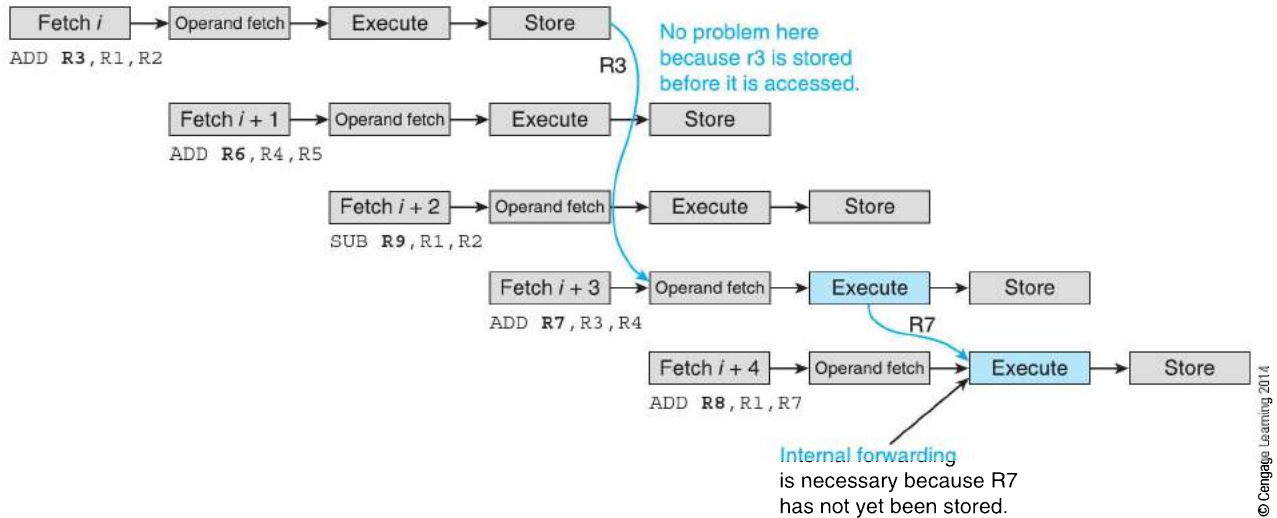 Fetch i Operand fetch Execute Store
ADD R3,R1,R2
R3
No problem here
because r3 is stored
before it is accessed.
Fetch i + 1 Operand fetch Execute Store
ADD R6,R4,R5
Fetch i + 2 Operand fetch Execute Store
SUB R9,R1,R2
Fetch i + 3 Operand fetch Execute Store
ADD R7,R3,R4
R7
Fetch i + 4 Operand fetch Execute Store
ADD R8,R1,R7
Internal forwarding
is necessary because R7
has not yet been stored.
© Cengage Learning 2014